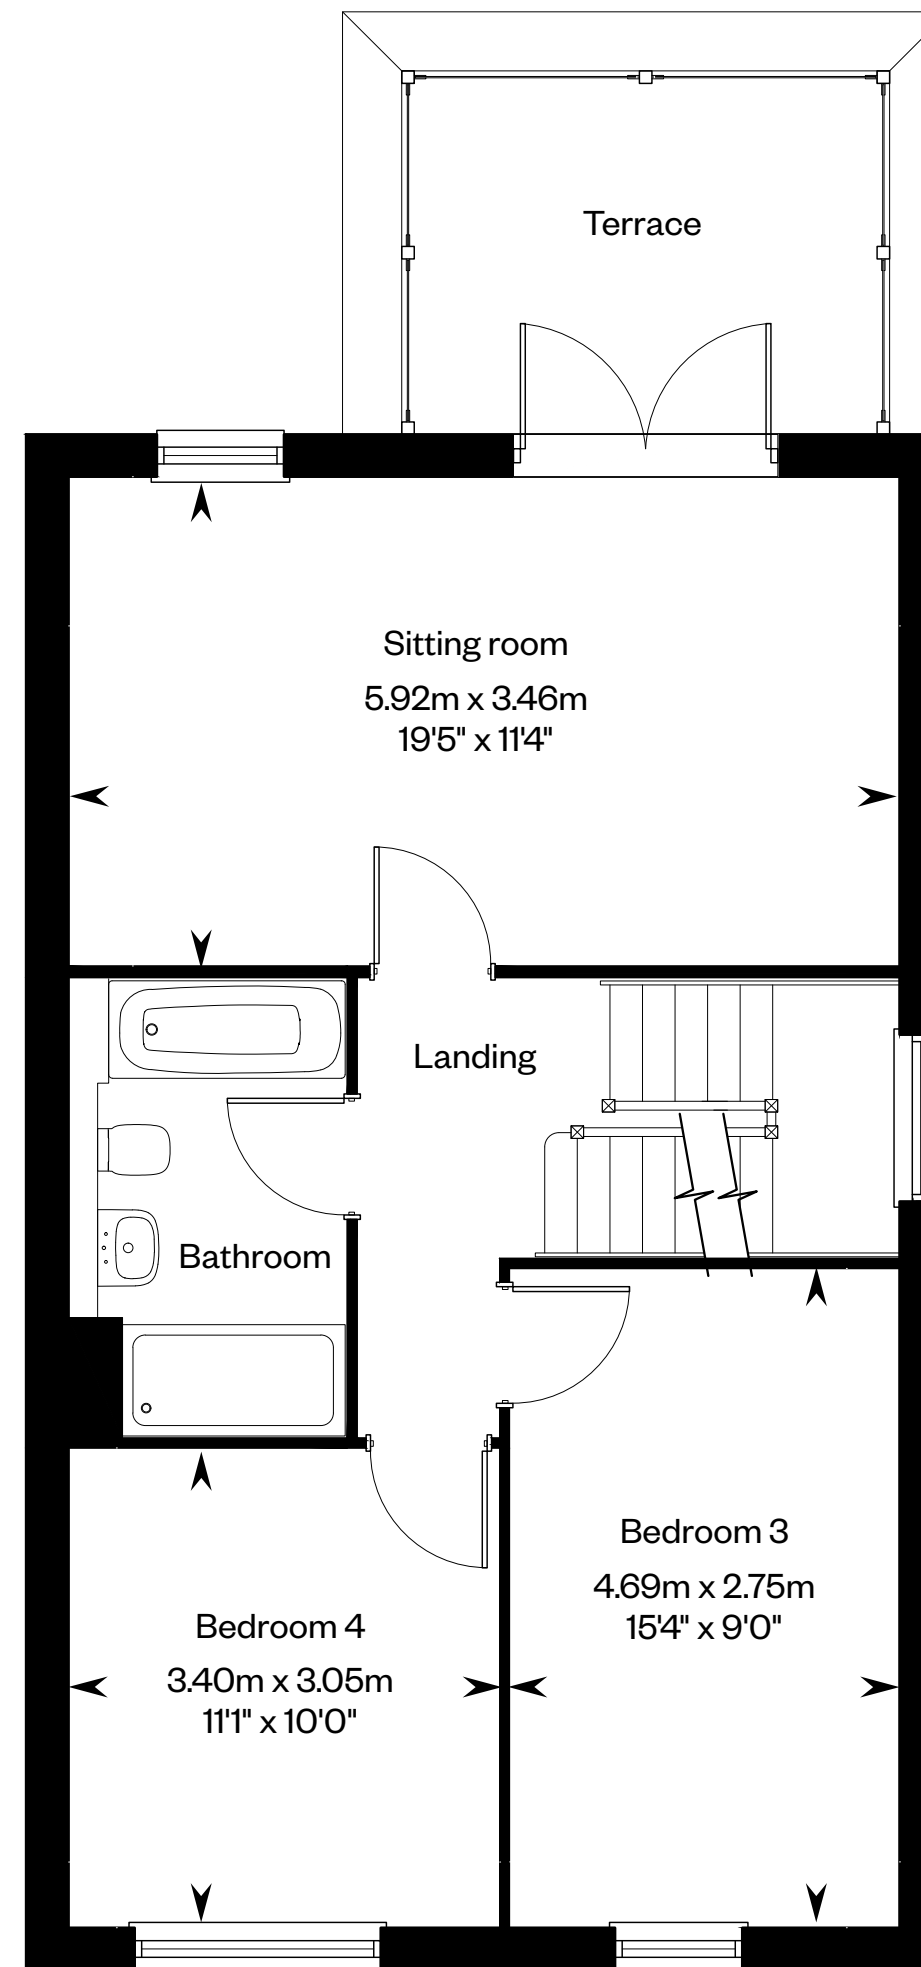 Terrace
Sitting room
5.92m x 3.46m
19'5" x 11'4"
Landing
Bathroom
Bedroom 3
4.69m x 2.75m
15'4" x 9'0"
Bedroom 4
3.40m x 3.05m
11'1" x 10'0"